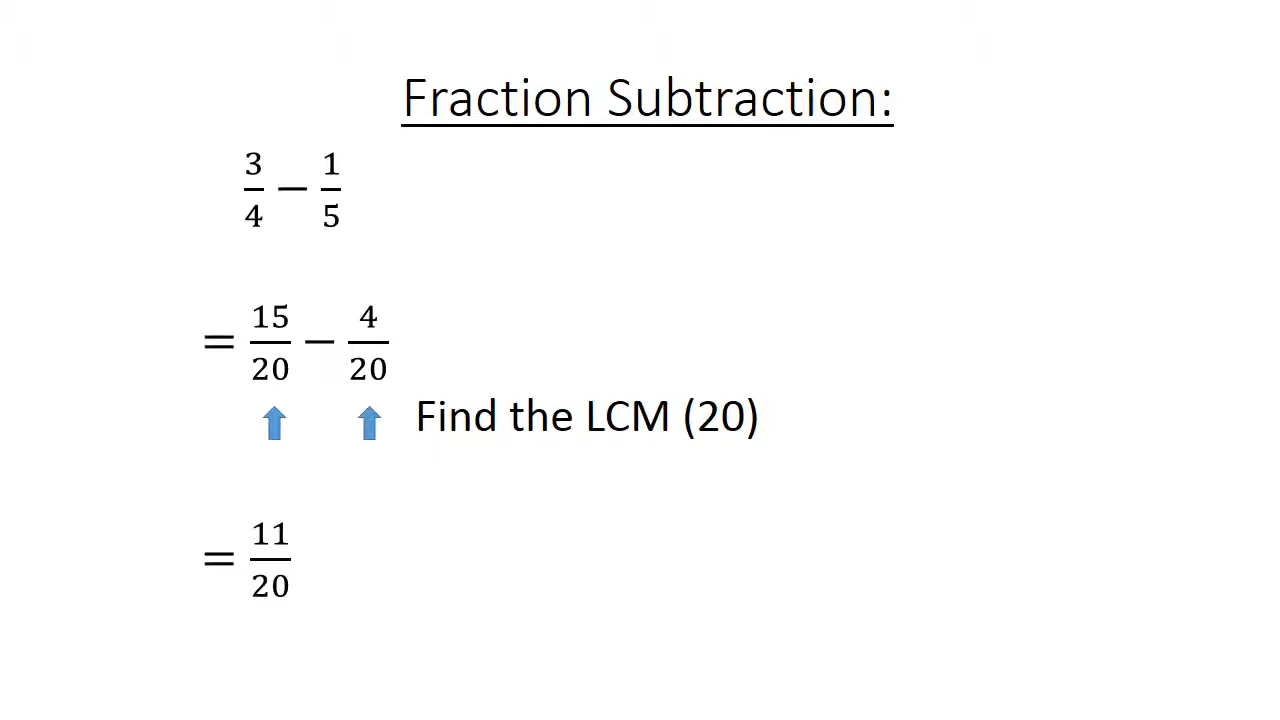 Fraction Subtraction:
3/4 − 1/5
= 15/20 − 4/20
Find the LCM (20)
= 11/20